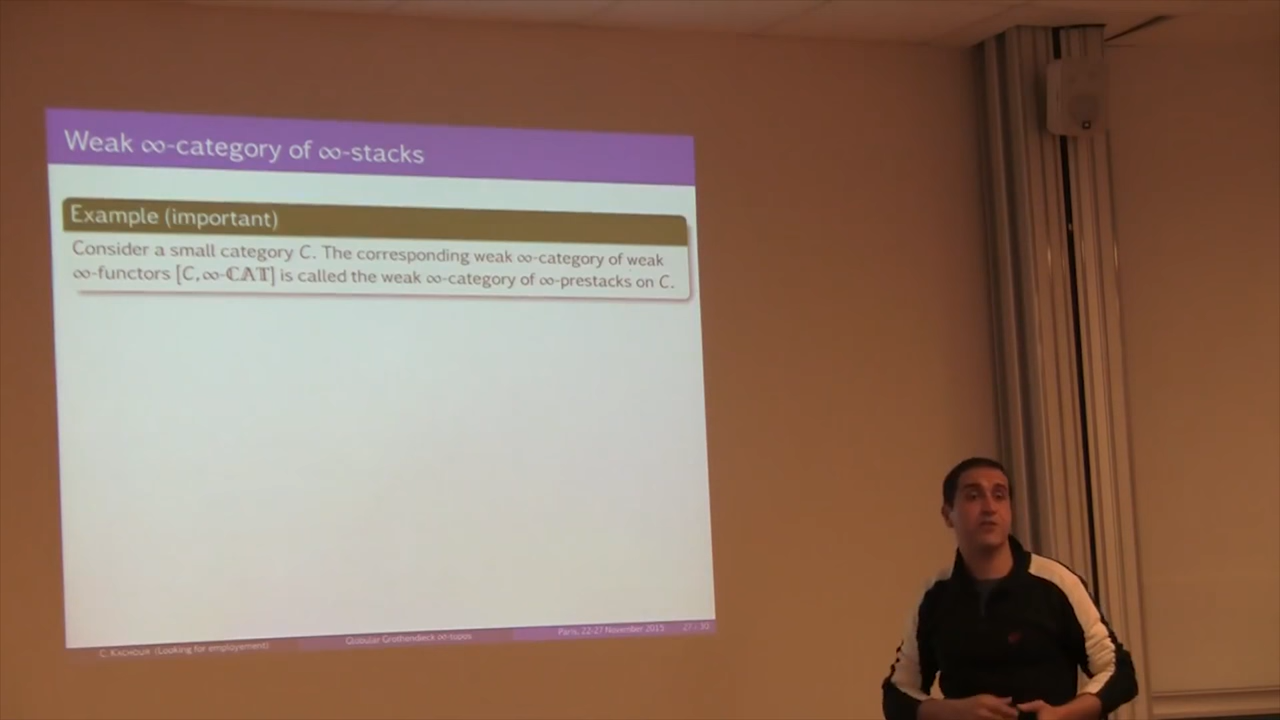 Weak ∞-category of ∞-stacks
Example (important)
Consider a small category C. The corresponding weak ∞-category of weak
∞-functors [C, ∞-ℂ𝔸𝕋] is called the weak ∞-category of ∞-prestacks on C.
C. KACHOUR (Looking for employement)
Globular Grothendieck ∞-topos
Paris, 22-27 November 2015
27 / 30